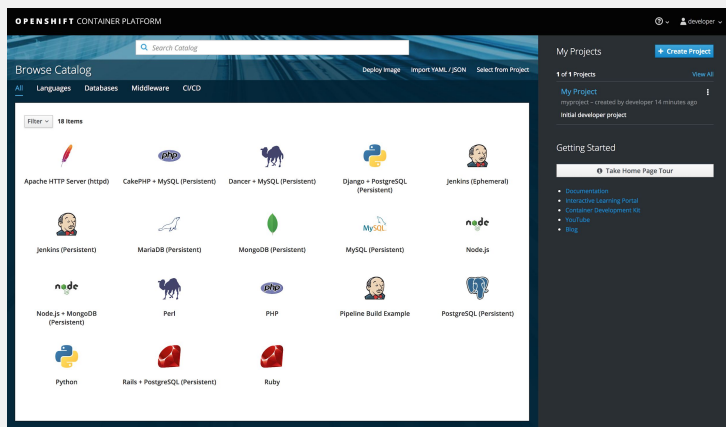 OPENSHIFT CONTAINER PLATFORM
developer
Search Catalog
Browse Catalog
Deploy Image Import YAML / JSON Select from Project
All Languages Databases Middleware CI/CD
Filter 18 Items
Apache HTTP Server (httpd) CakePHP + MySQL (Persistent) Dancer + MySQL (Persistent) Django + PostgreSQL (Persistent) Jenkins (Ephemeral)
php
Jenkins (Persistent) MariaDB (Persistent) MongoDB (Persistent) MySQL (Persistent) Node.js
MySQL
node
node
php
Node.js + MongoDB (Persistent) Perl PHP Pipeline Build Example PostgreSQL (Persistent)
Python Rails + PostgreSQL (Persistent) Ruby
My Projects
+ Create Project
1 of 1 Projects View All
My Project
myproject – created by developer 14 minutes ago
Initial developer project
Getting Started
Take Home Page Tour
Documentation
Interactive Learning Portal
Container Development Kit
YouTube
Blog